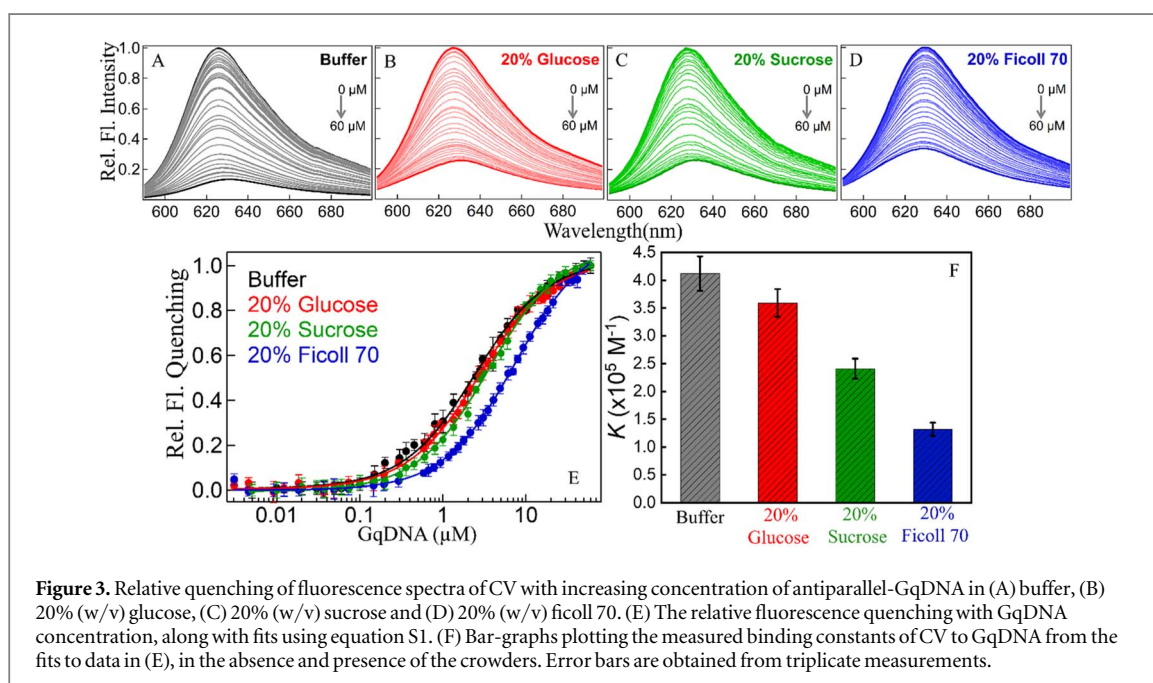 A Buffer
B 20% Glucose
C 20% Sucrose
D 20% Ficoll 70
Rel. Fl. Intensity
1.0
0.8
0.6
0.4
0.2
0 µM
60 µM
0 µM
60 µM
0 µM
60 µM
0 µM
60 µM
600 620 640 660 680
600 620 640 660 680
600 620 640 660 680
600 620 640 660 680
Wavelength(nm)
Rel. Fl. Quenching
1.0
0.8
0.6
0.4
0.2
0.0
Buffer
20% Glucose
20% Sucrose
20% Ficoll 70
E
0.01 0.1 1 10
GqDNA (µM)
K (x10⁵ M⁻¹)
4.5
4.0
3.5
3.0
2.5
2.0
1.5
1.0
0.5
0.0
F
Buffer
20%
Glucose
20%
Sucrose
20%
Ficoll 70
Figure 3. Relative quenching of fluorescence spectra of CV with increasing concentration of antiparallel-GqDNA in (A) buffer, (B)
20% (w/v) glucose, (C) 20% (w/v) sucrose and (D) 20% (w/v) ficoll 70. (E) The relative fluorescence quenching with GqDNA
concentration, along with fits using equation S1. (F) Bar-graphs plotting the measured binding constants of CV to GqDNA from the
fits to data in (E), in the absence and presence of the crowders. Error bars are obtained from triplicate measurements.